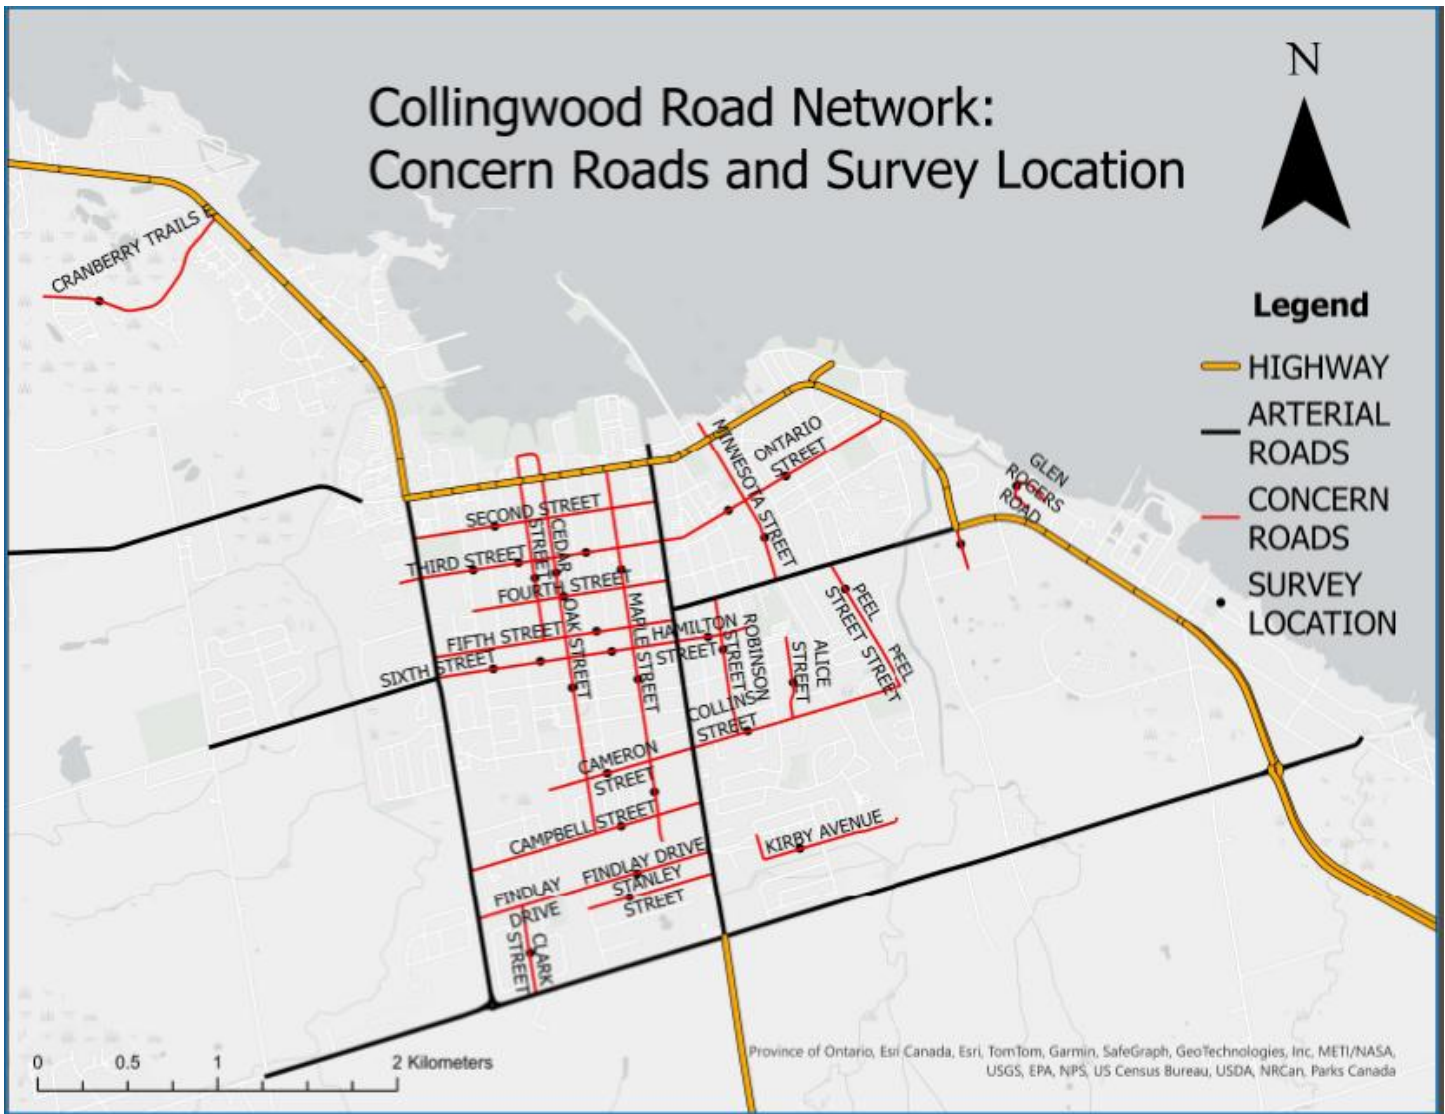 Collingwood Road Network:
Concern Roads and Survey Location
N
Legend
HIGHWAY
ARTERIAL
ROADS
CONCERN
ROADS
SURVEY
LOCATION
CRANBERRY TRAILS E
MINNESOTA STREET
ONTARIO
STREET
GLEN
ROGERS
ROAD
SECOND STREET
THIRD STREET
CEDAR
STREET
FOURTH STREET
FIFTH STREET
SIXTH STREET
OAK STREET
MAPLE STREET
HAMILTON
STREET
ROBINSON
STREET
ALICE
STREET
PEEL
STREET
PEEL
STREET
COLLINS
STREET
CAMERON
STREET
CAMPBELL STREET
KIRBY AVENUE
FINDLAY DRIVE
FINDLAY
DRIVE
STANLEY
STREET
CLARK
STREET
0 0.5 1 2 Kilometers
Province of Ontario, Esri Canada, Esri, TomTom, Garmin, SafeGraph, GeoTechnologies, Inc, METI/NASA,
USGS, EPA, NPS, US Census Bureau, USDA, NRCan, Parks Canada